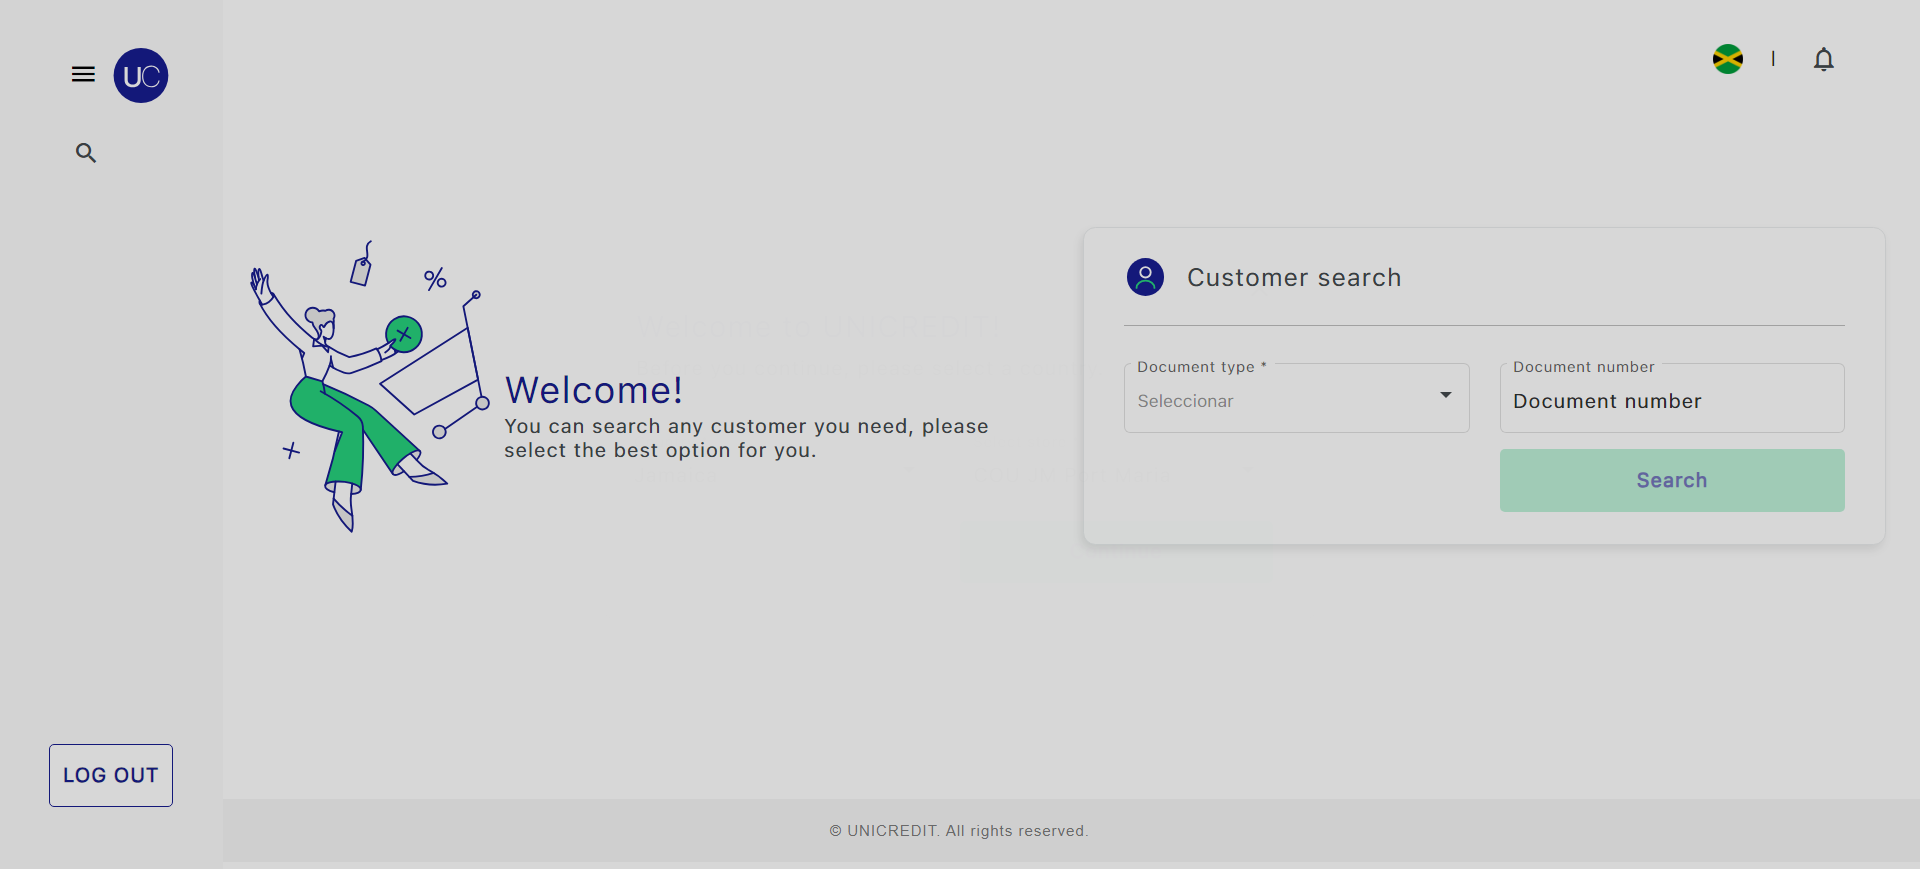 UC
Welcome!
You can search any customer you need, please
select the best option for you.
Customer search
Document type *
Seleccionar
Document number
Document number
Search
LOG OUT
© UNICREDIT. All rights reserved.